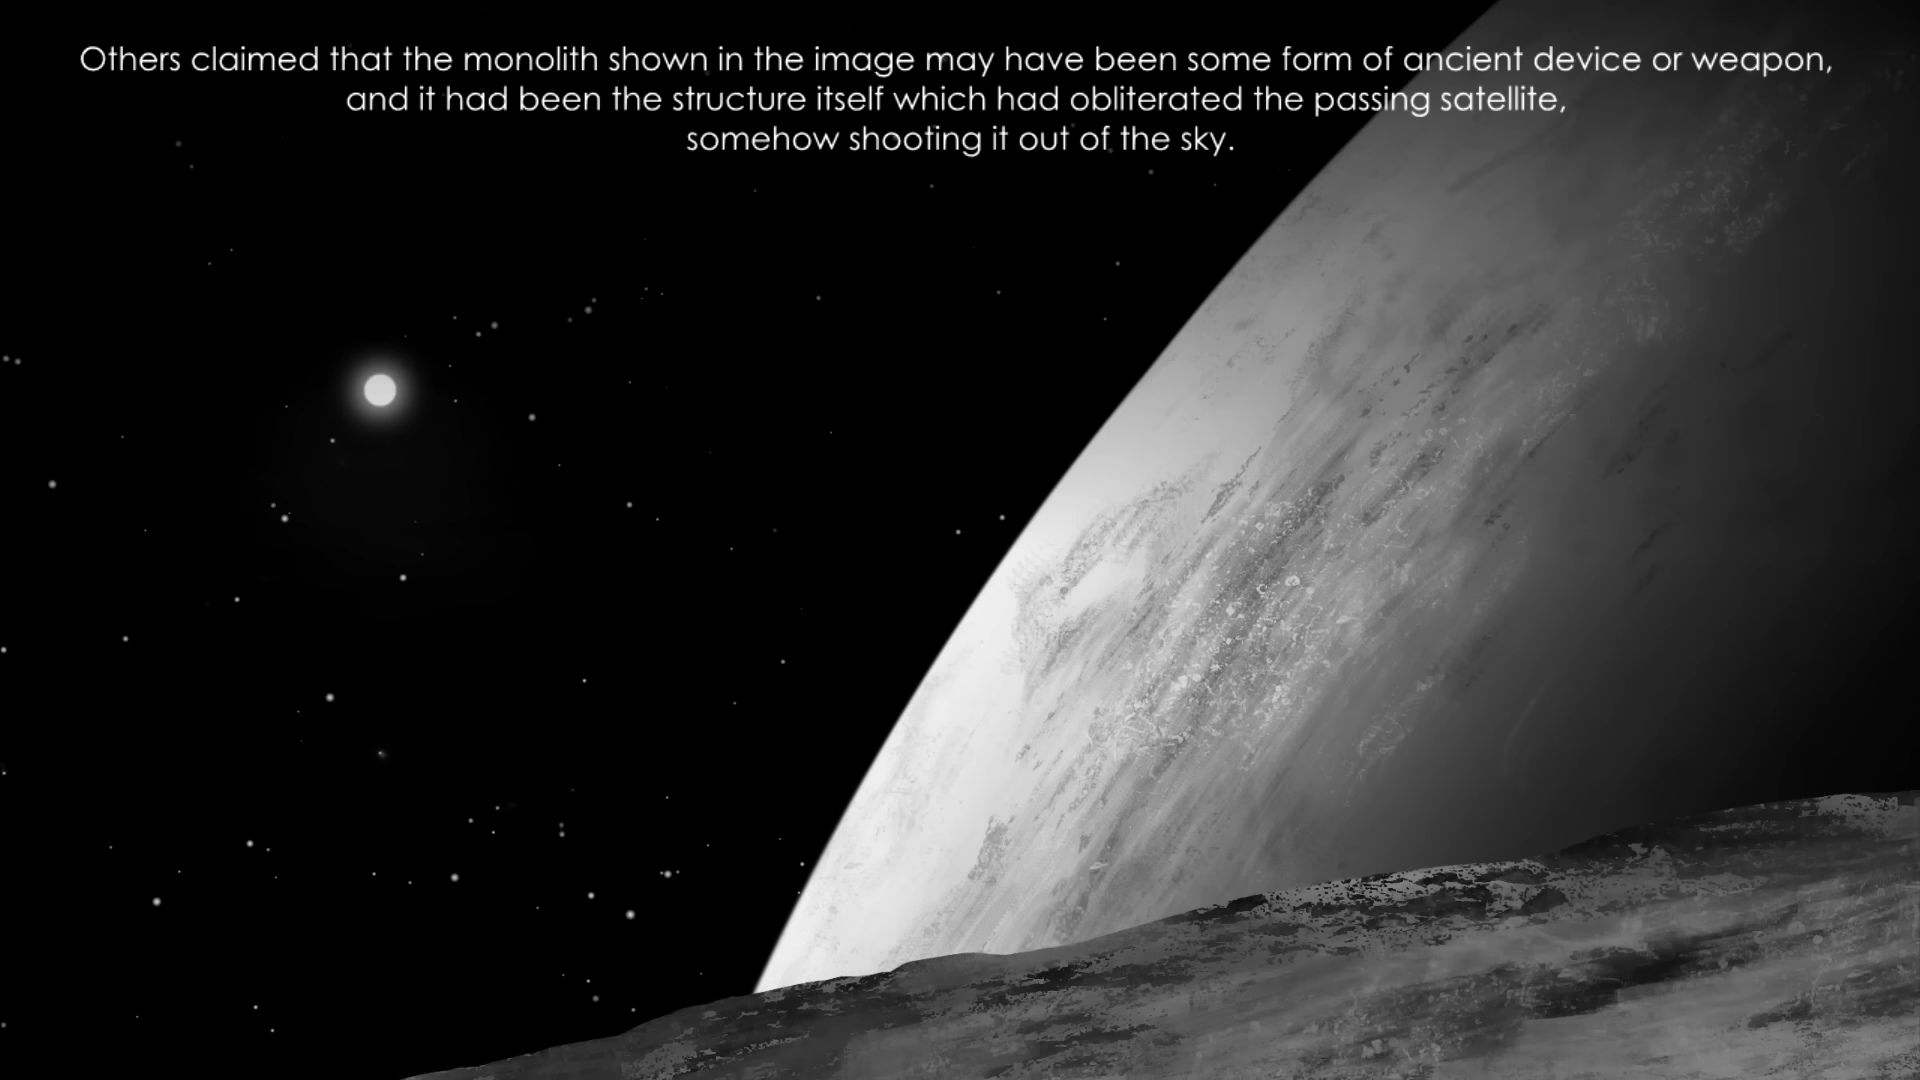 Others claimed that the monolith shown in the image may have been some form of ancient device or weapon,
and it had been the structure itself which had obliterated the passing satellite,
somehow shooting it out of the sky.